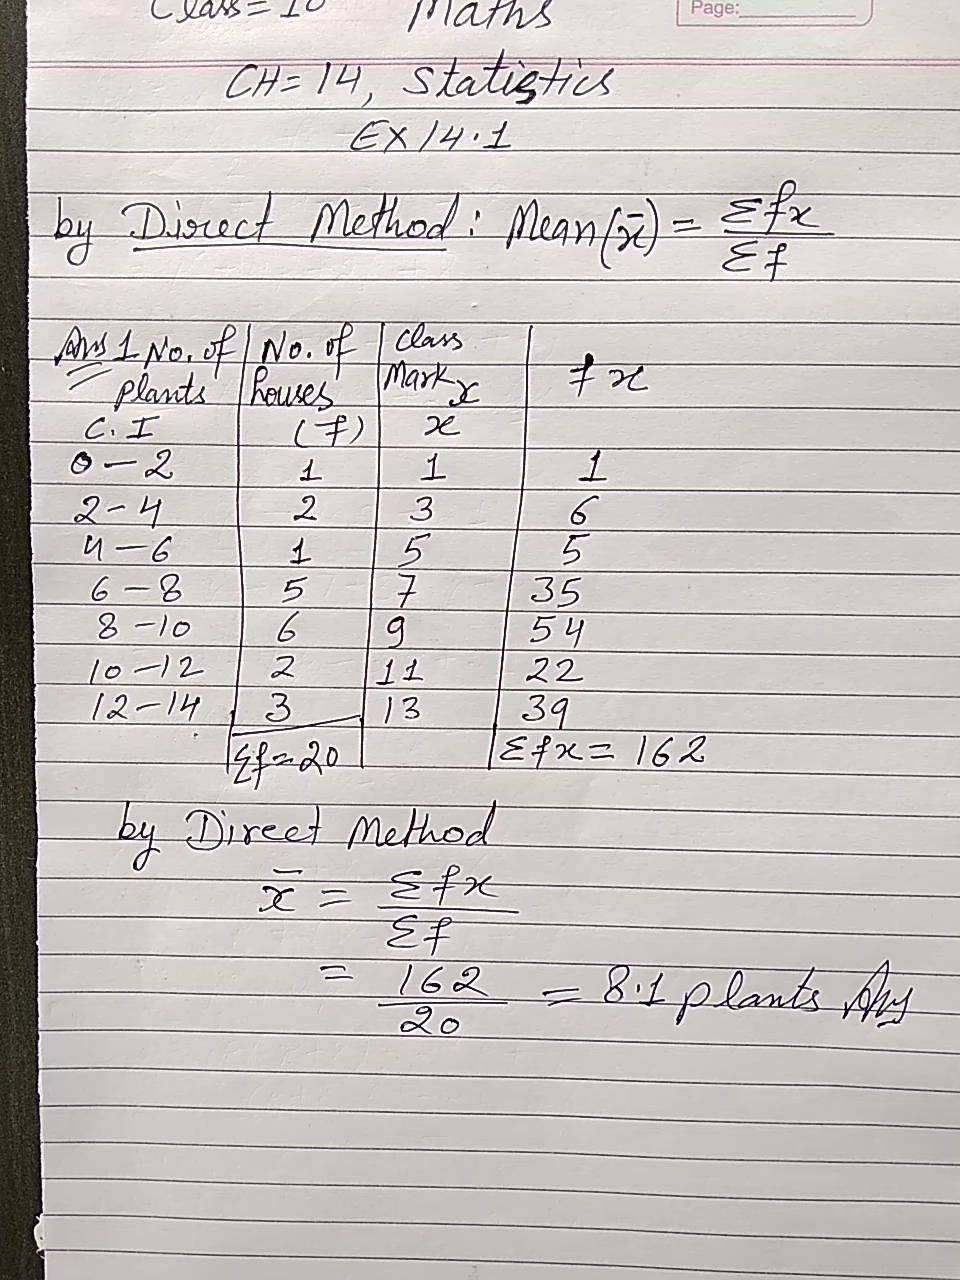 Class = 10 Maths Page:
CH = 14, Statistics
EX 14.1
by Direct Method : Mean (x̄) = Σfx / Σf
Ans 1 No. of plants C.I | No. of houses (f) | Class Mark x x | fx
0 - 2 1 1 1
2 - 4 2 3 6
4 - 6 1 5 5
6 - 8 5 7 35
8 - 10 6 9 54
10 - 12 2 11 22
12 - 14 3 13 39
Σf = 20 Σfx = 162
by Direct Method
x̄ = Σfx / Σf
= 162 / 20 = 8.1 plants Ans